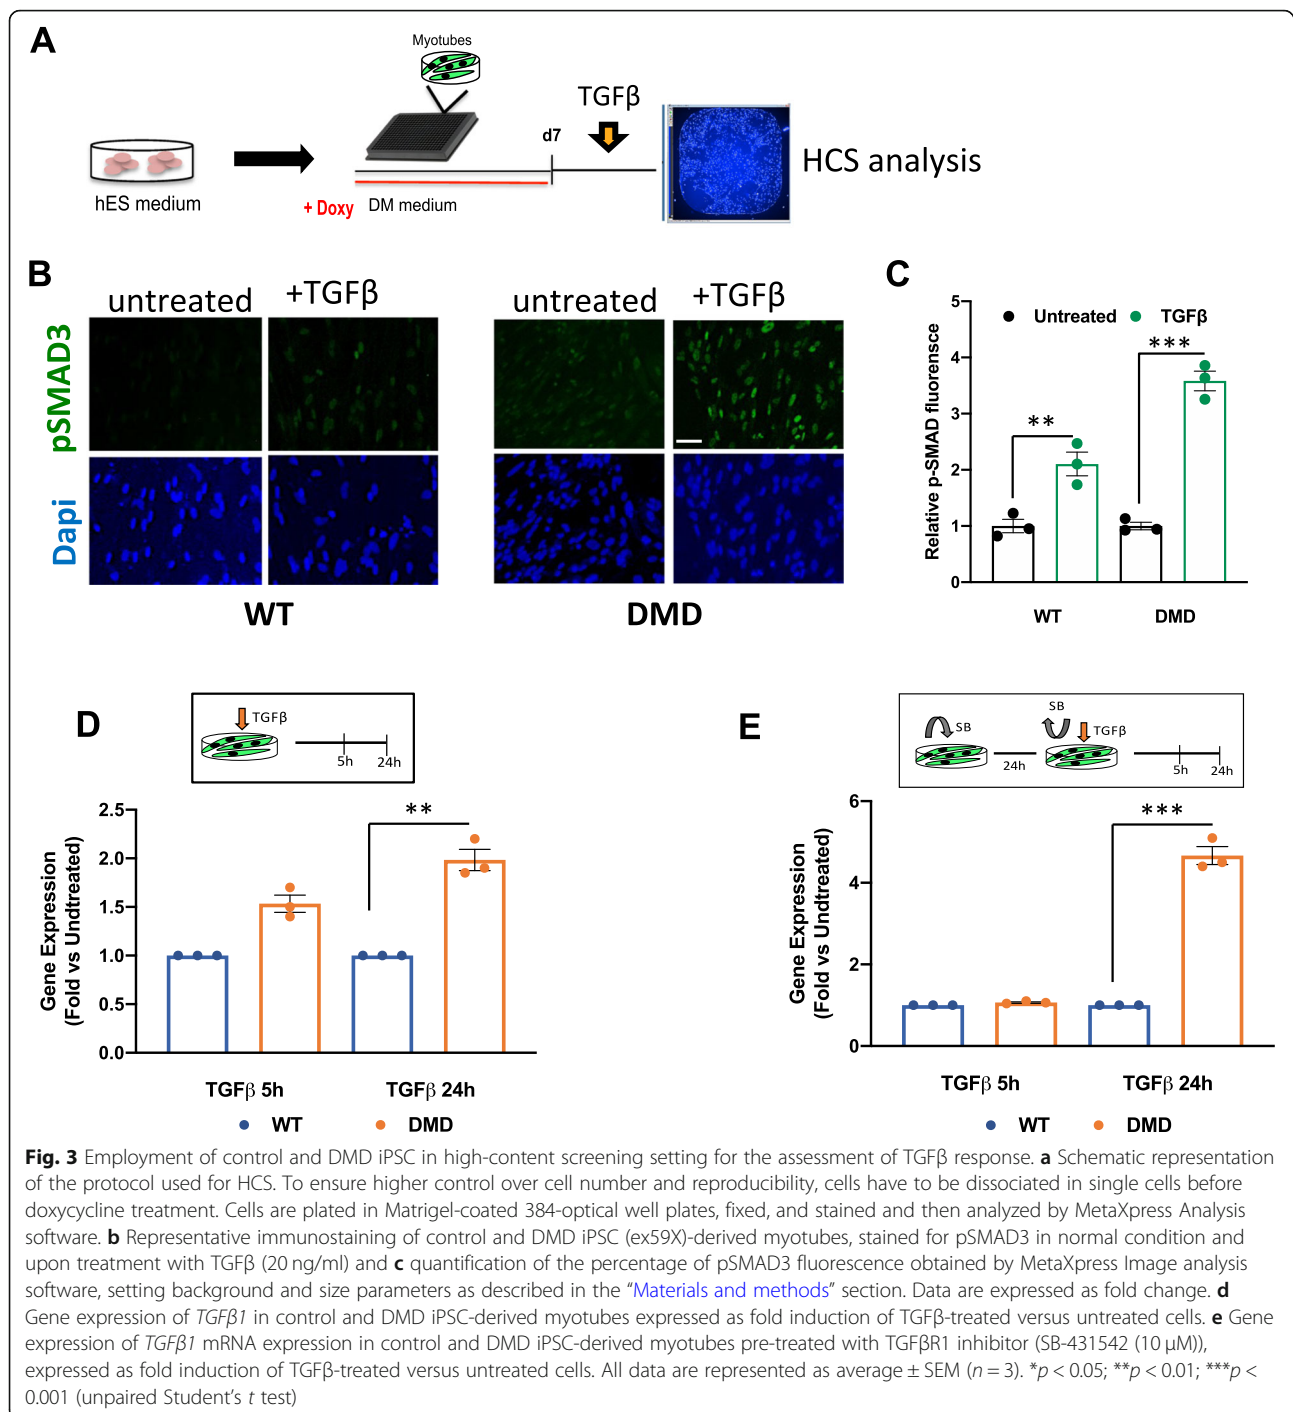 A
Myotubes
TGFβ
d7
HCS analysis
hES medium
+ Doxy
DM medium
B
untreated
+TGFβ
untreated
+TGFβ
pSMAD3
Dapi
WT
DMD
C
Relative p-SMAD fluorensce
5
4
3
2
1
0
Untreated
TGFβ
**
***
WT
DMD
D
TGFβ
5h
24h
Gene Expression
(Fold vs Undtreated)
2.5
2.0
1.5
1.0
0.5
0.0
**
TGFβ 5h
TGFβ 24h
WT
DMD
E
SB
24h
SB
TGFβ
5h
24h
Gene Expression
(Fold vs Undtreated)
6
4
2
0
***
TGFβ 5h
TGFβ 24h
WT
DMD
Fig. 3 Employment of control and DMD iPSC in high-content screening setting for the assessment of TGFβ response. a Schematic representation
of the protocol used for HCS. To ensure higher control over cell number and reproducibility, cells have to be dissociated in single cells before
doxycycline treatment. Cells are plated in Matrigel-coated 384-optical well plates, fixed, and stained and then analyzed by MetaXpress Analysis
software. b Representative immunostaining of control and DMD iPSC (ex59X)-derived myotubes, stained for pSMAD3 in normal condition and
upon treatment with TGFβ (20 ng/ml) and c quantification of the percentage of pSMAD3 fluorescence obtained by MetaXpress Image analysis
software, setting background and size parameters as described in the “Materials and methods” section. Data are expressed as fold change. d
Gene expression of TGFβ1 in control and DMD iPSC-derived myotubes expressed as fold induction of TGFβ-treated versus untreated cells. e Gene
expression of TGFβ1 mRNA expression in control and DMD iPSC-derived myotubes pre-treated with TGFβR1 inhibitor (SB-431542 (10 μM)),
expressed as fold induction of TGFβ-treated versus untreated cells. All data are represented as average ± SEM (n = 3). *p < 0.05; **p < 0.01; ***p <
0.001 (unpaired Student’s t test)